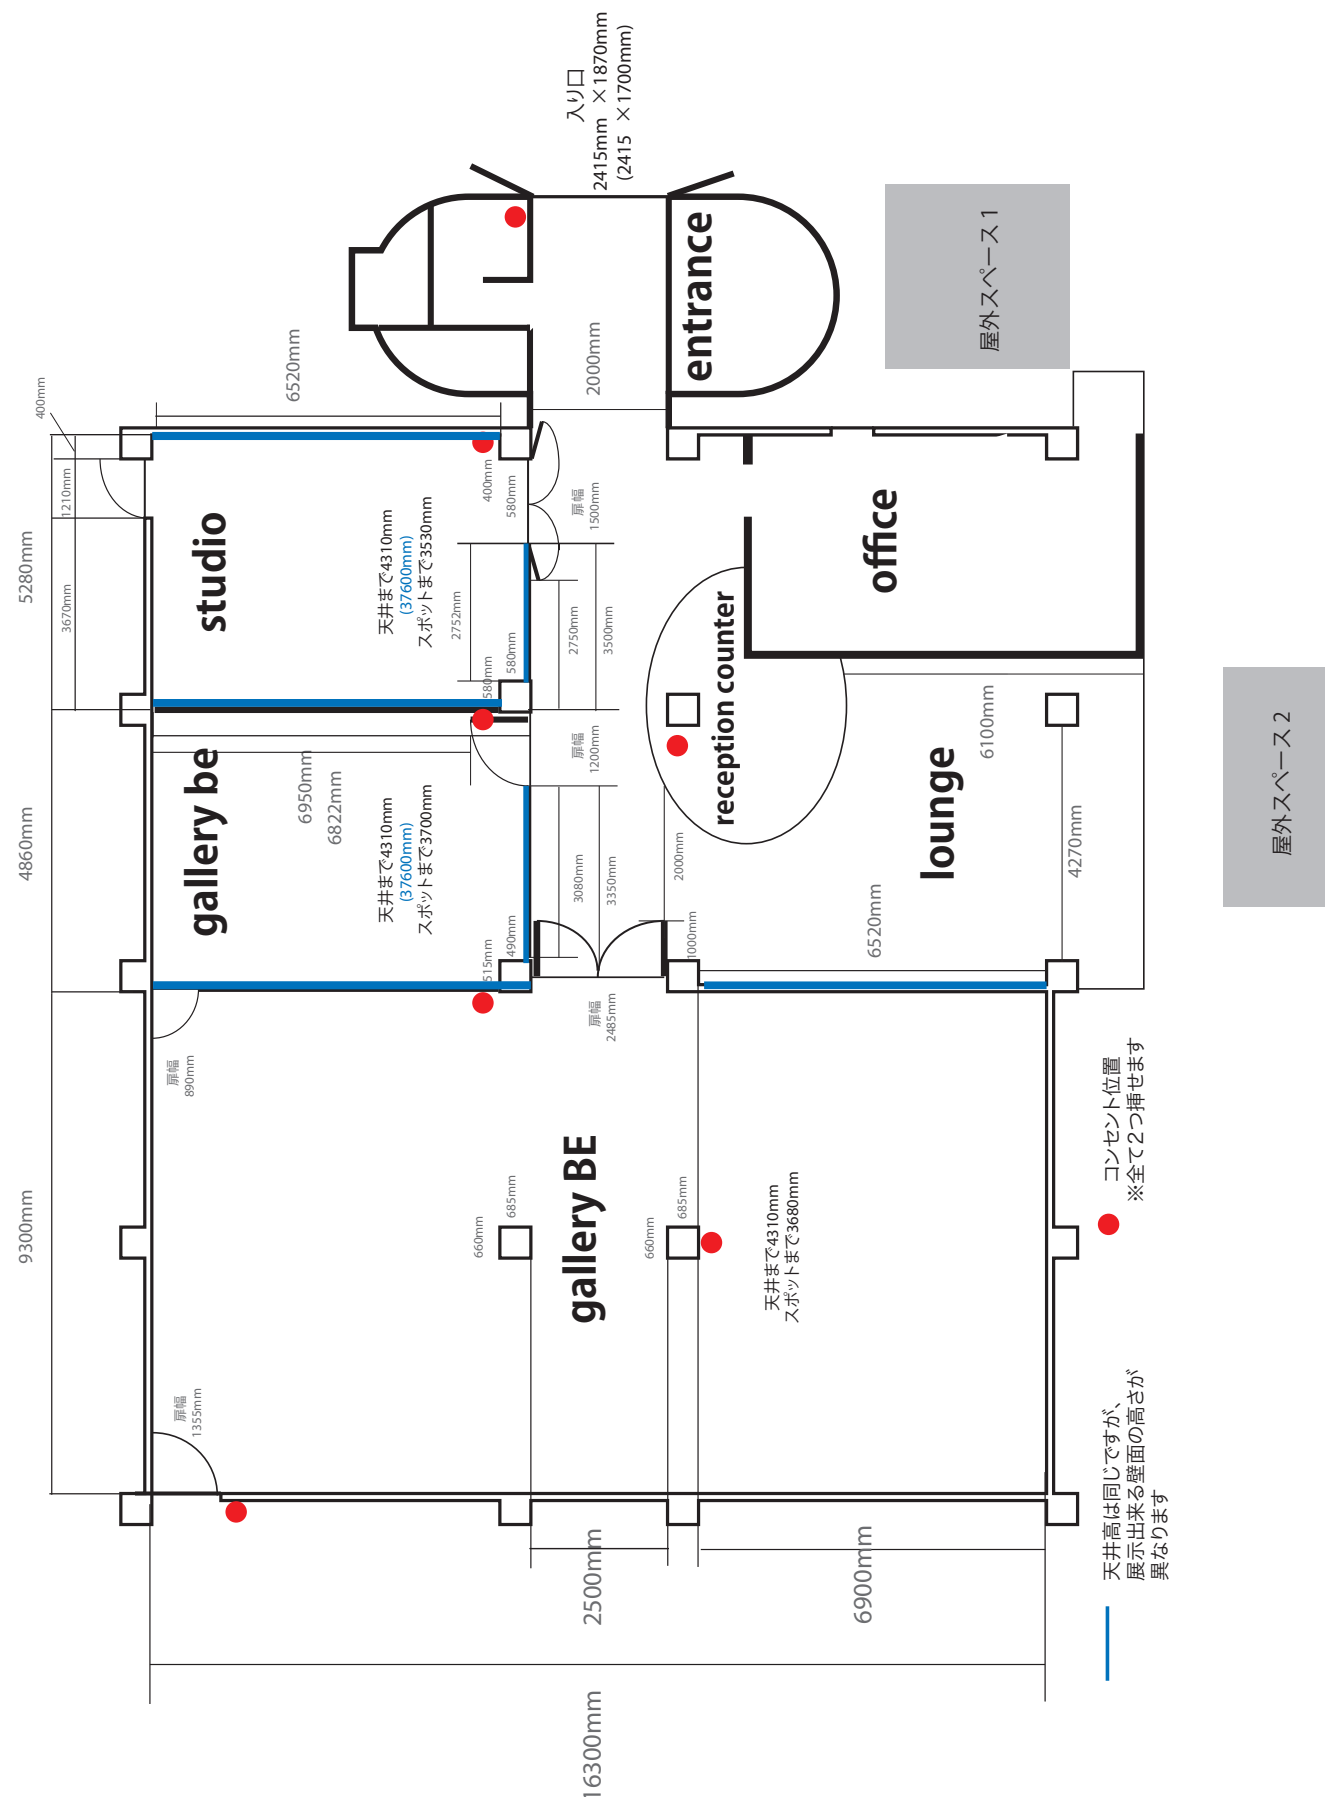 入り口
2415mm ×1870mm
(2415 ×1700mm)
entrance
屋外スペース1
2000mm
6520mm
400mm
1210mm
3670mm
5280mm
studio
天井まで4310mm
(37600mm)
スポットまで3530mm
400mm
580mm
扉幅
1500mm
2752mm
580mm
580mm
2750mm
3500mm
office
reception counter
屋外スペース2
4860mm
gallery be
6950mm
6822mm
天井まで4310mm
(37600mm)
スポットまで3700mm
扉幅
1200mm
3080mm
3350mm
2000mm
1000mm
515mm
490mm
lounge
6100mm
4270mm
6520mm
扉幅
2485mm
扉幅
890mm
9300mm
gallery BE
660mm
685mm
660mm
685mm
天井まで4310mm
スポットまで3680mm
扉幅
1355mm
2500mm
6900mm
16300mm
コンセント位置
※全て2つ挿せます
天井高は同じですが、
展示出来る壁面の高さが
異なります